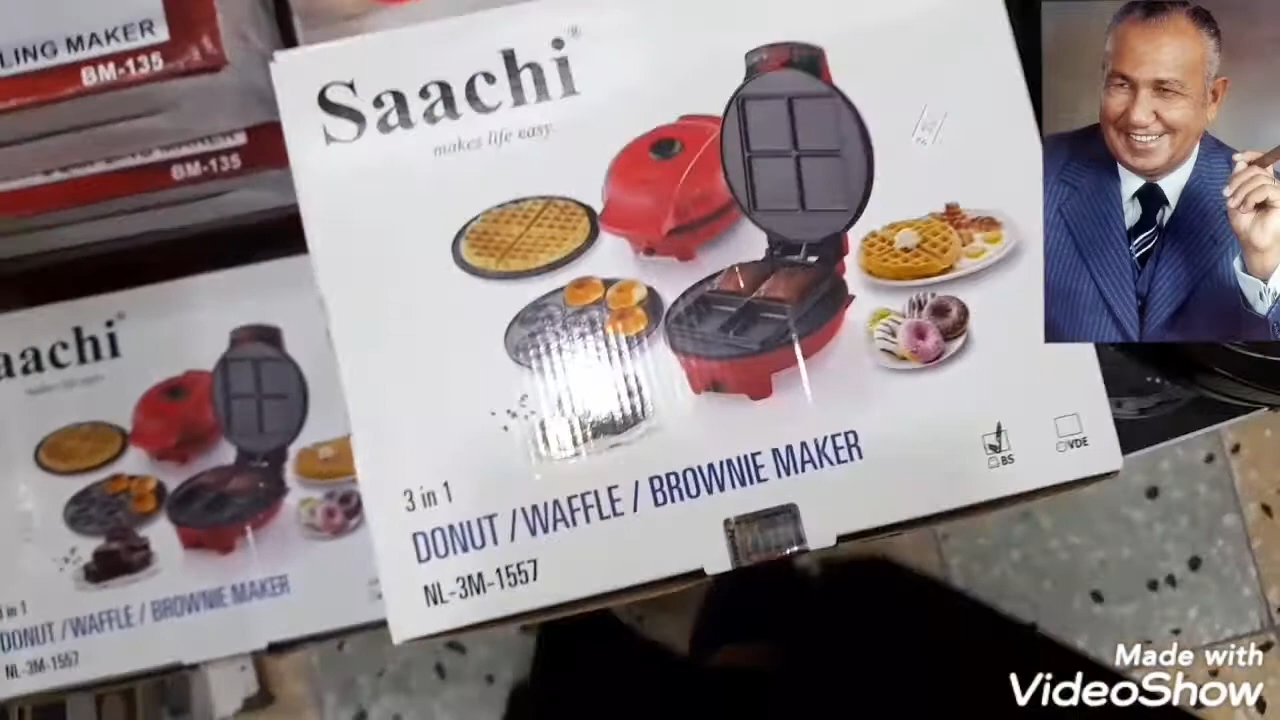 LING MAKER
BM-135
BM-135
Saachi®
makes life easy
3 in 1
DONUT / WAFFLE / BROWNIE MAKER
NL-3M-1557
BS
VDE
aachi
in 1
DONUT / WAFFLE / BROWNIE MAKER
NL-3M-1557
Made with
VideoShow